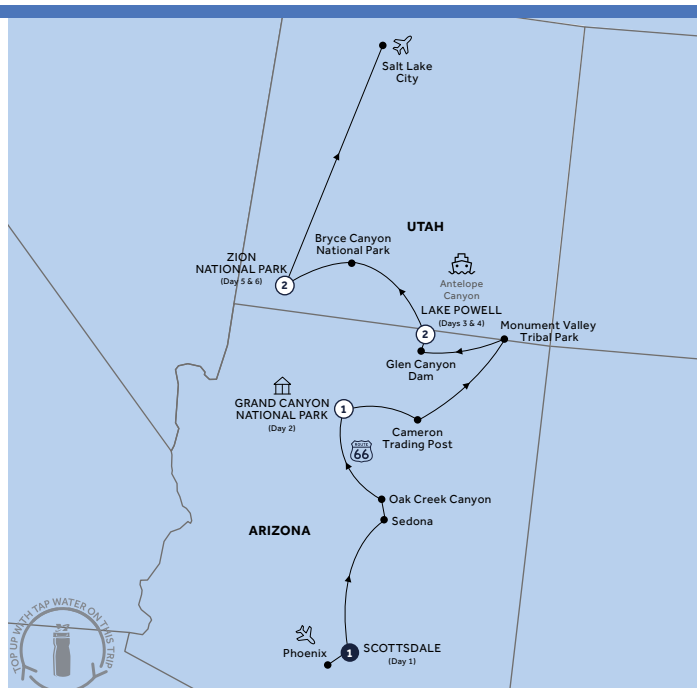 Salt Lake
City
UTAH
Bryce Canyon
National Park
ZION
NATIONAL PARK
(Day 5 & 6)
2
Antelope
Canyon
LAKE POWELL
(Days 3 & 4)
2
Monument Valley
Tribal Park
Glen Canyon
Dam
GRAND CANYON
NATIONAL PARK
(Day 2)
1
Cameron
Trading Post
ROUTE
66
Oak Creek Canyon
Sedona
ARIZONA
Phoenix
1
SCOTTSDALE
(Day 1)
TOP UP WITH TAP WATER ON THIS TRIP